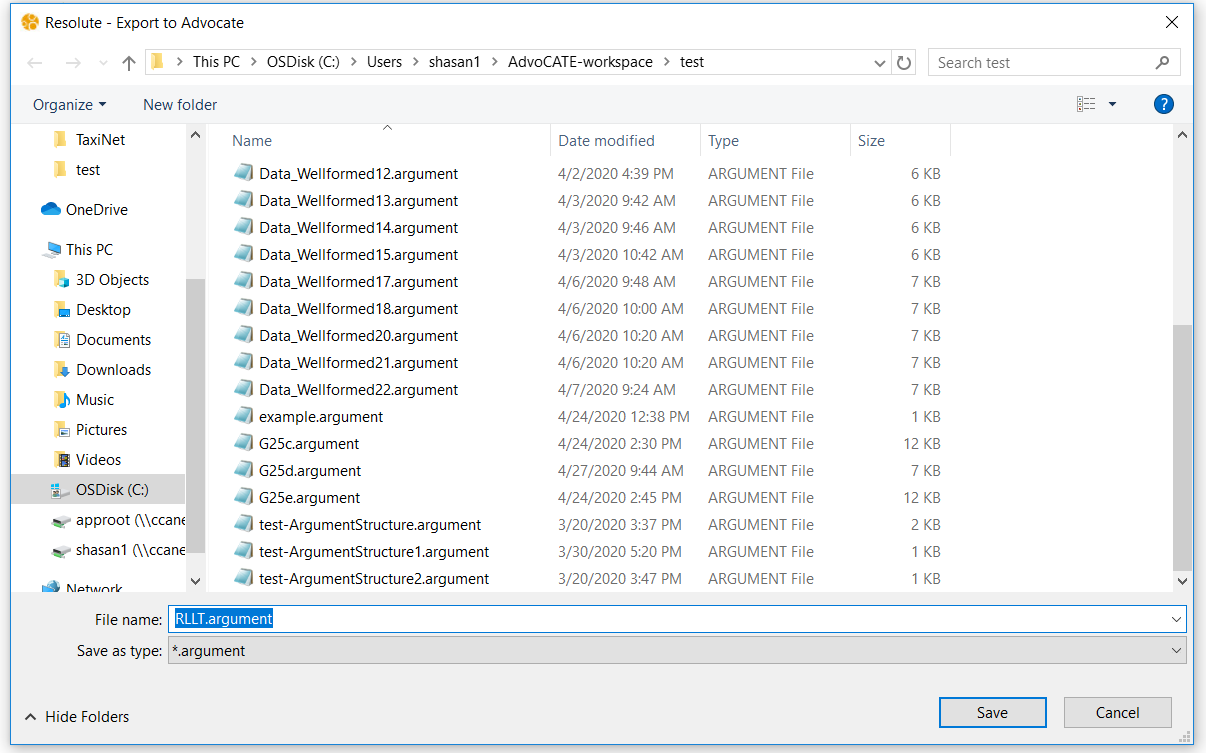 Resolute - Export to Advocate
This PC > OSDisk (C:) > Users > shasan1 > AdvoCATE-workspace > test
Search test
Organize
New folder
?
TaxiNet
test
OneDrive
This PC
3D Objects
Desktop
Documents
Downloads
Music
Pictures
Videos
OSDisk (C:)
approot (\\ccane
shasan1 (\\ccane
Network
Name Date modified Type Size
Data_Wellformed12.argument 4/2/2020 4:39 PM ARGUMENT File 6 KB
Data_Wellformed13.argument 4/3/2020 9:42 AM ARGUMENT File 6 KB
Data_Wellformed14.argument 4/3/2020 9:46 AM ARGUMENT File 6 KB
Data_Wellformed15.argument 4/3/2020 10:42 AM ARGUMENT File 6 KB
Data_Wellformed17.argument 4/6/2020 9:48 AM ARGUMENT File 7 KB
Data_Wellformed18.argument 4/6/2020 10:00 AM ARGUMENT File 7 KB
Data_Wellformed20.argument 4/6/2020 10:20 AM ARGUMENT File 7 KB
Data_Wellformed21.argument 4/6/2020 10:20 AM ARGUMENT File 7 KB
Data_Wellformed22.argument 4/7/2020 9:24 AM ARGUMENT File 7 KB
example.argument 4/24/2020 12:38 PM ARGUMENT File 1 KB
G25c.argument 4/24/2020 2:30 PM ARGUMENT File 12 KB
G25d.argument 4/27/2020 9:44 AM ARGUMENT File 7 KB
G25e.argument 4/24/2020 2:45 PM ARGUMENT File 12 KB
test-ArgumentStructure.argument 3/20/2020 3:37 PM ARGUMENT File 2 KB
test-ArgumentStructure1.argument 3/30/2020 5:20 PM ARGUMENT File 1 KB
test-ArgumentStructure2.argument 3/20/2020 3:47 PM ARGUMENT File 1 KB
File name: RLLT.argument
Save as type: *.argument
Hide Folders
Save
Cancel